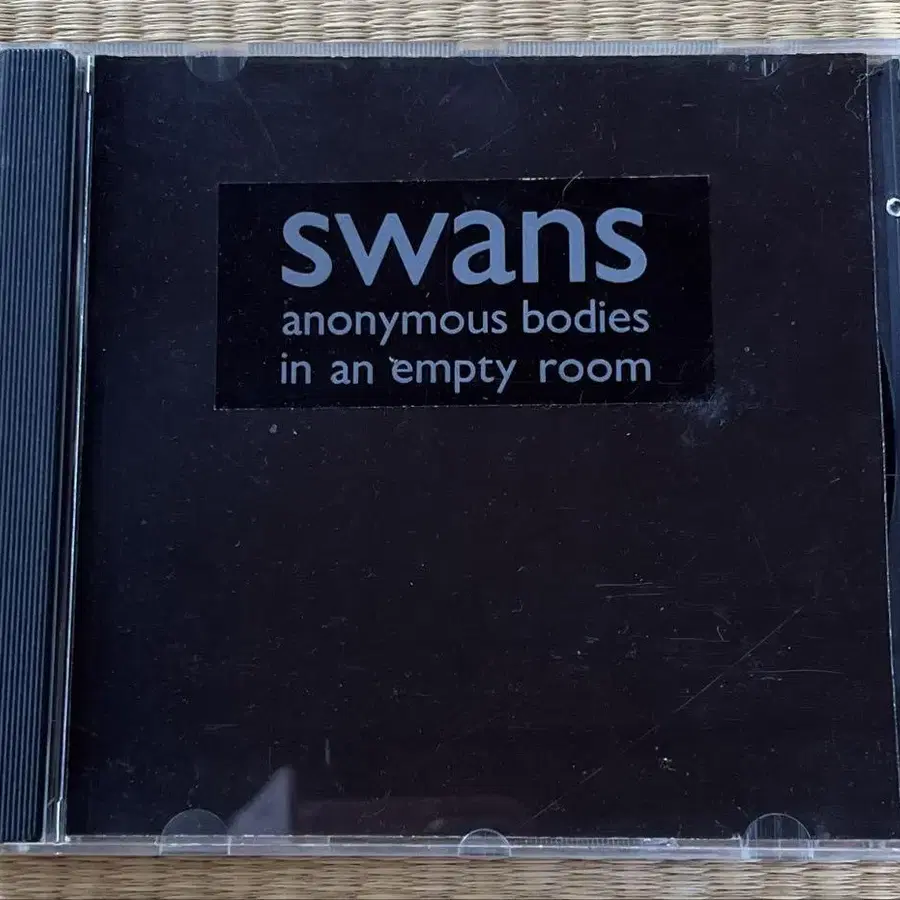 swans
anonymous bodies
in an empty room